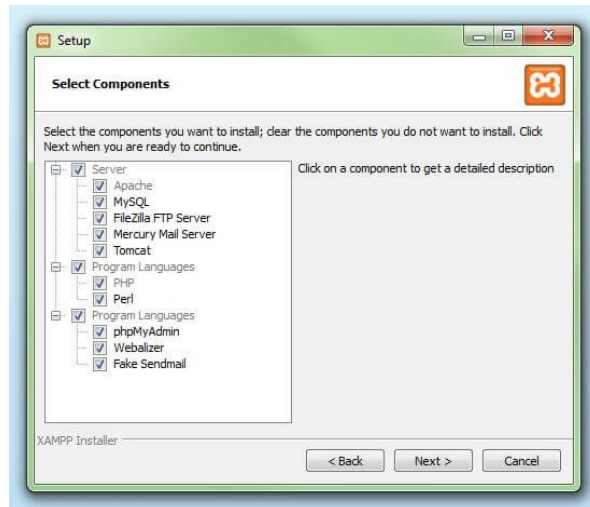 Setup
Select Components
Select the components you want to install; clear the components you do not want to install. Click
Next when you are ready to continue.
Server
Apache
MySQL
FileZilla FTP Server
Mercury Mail Server
Tomcat
Program Languages
PHP
Perl
Program Languages
phpMyAdmin
Webalizer
Fake Sendmail
Click on a component to get a detailed description
XAMPP Installer
< Back
Next >
Cancel